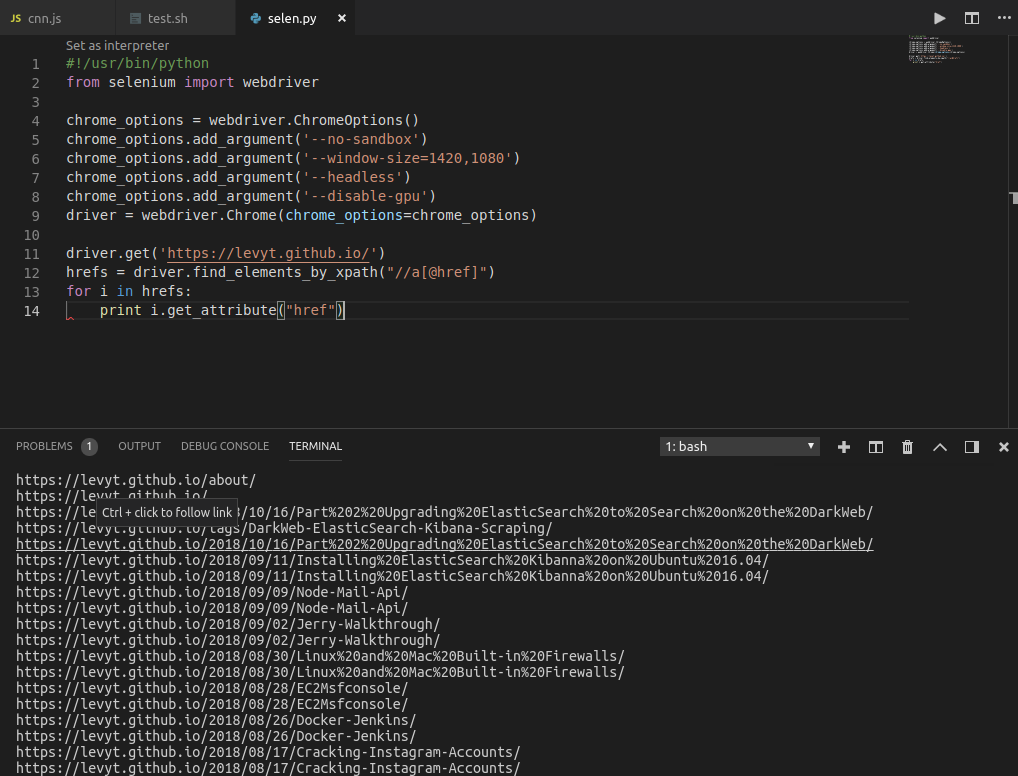 JS cnn.js test.sh selen.py ×
Set as interpreter
1 #!/usr/bin/python
2 from selenium import webdriver
3
4 chrome_options = webdriver.ChromeOptions()
5 chrome_options.add_argument('--no-sandbox')
6 chrome_options.add_argument('--window-size=1420,1080')
7 chrome_options.add_argument('--headless')
8 chrome_options.add_argument('--disable-gpu')
9 driver = webdriver.Chrome(chrome_options=chrome_options)
10
11 driver.get('https://levyt.github.io/')
12 hrefs = driver.find_elements_by_xpath("//a[@href]")
13 for i in hrefs:
14     print i.get_attribute("href")
PROBLEMS 1 OUTPUT DEBUG CONSOLE TERMINAL 1: bash
https://levyt.github.io/about/
https://levyt.github.io/
https://le Ctrl + click to follow link /10/16/Part%202%20Upgrading%20ElasticSearch%20to%20Search%20on%20the%20DarkWeb/
https://levyt.github.io/tags/DarkWeb-ElasticSearch-Kibana-Scraping/
https://levyt.github.io/2018/10/16/Part%202%20Upgrading%20ElasticSearch%20to%20Search%20on%20the%20DarkWeb/
https://levyt.github.io/2018/09/11/Installing%20ElasticSearch%20Kibanna%20on%20Ubuntu%2016.04/
https://levyt.github.io/2018/09/11/Installing%20ElasticSearch%20Kibanna%20on%20Ubuntu%2016.04/
https://levyt.github.io/2018/09/09/Node-Mail-Api/
https://levyt.github.io/2018/09/09/Node-Mail-Api/
https://levyt.github.io/2018/09/02/Jerry-Walkthrough/
https://levyt.github.io/2018/09/02/Jerry-Walkthrough/
https://levyt.github.io/2018/08/30/Linux%20and%20Mac%20Built-in%20Firewalls/
https://levyt.github.io/2018/08/30/Linux%20and%20Mac%20Built-in%20Firewalls/
https://levyt.github.io/2018/08/28/EC2Msfconsole/
https://levyt.github.io/2018/08/28/EC2Msfconsole/
https://levyt.github.io/2018/08/26/Docker-Jenkins/
https://levyt.github.io/2018/08/26/Docker-Jenkins/
https://levyt.github.io/2018/08/17/Cracking-Instagram-Accounts/
https://levyt.github.io/2018/08/17/Cracking-Instagram-Accounts/